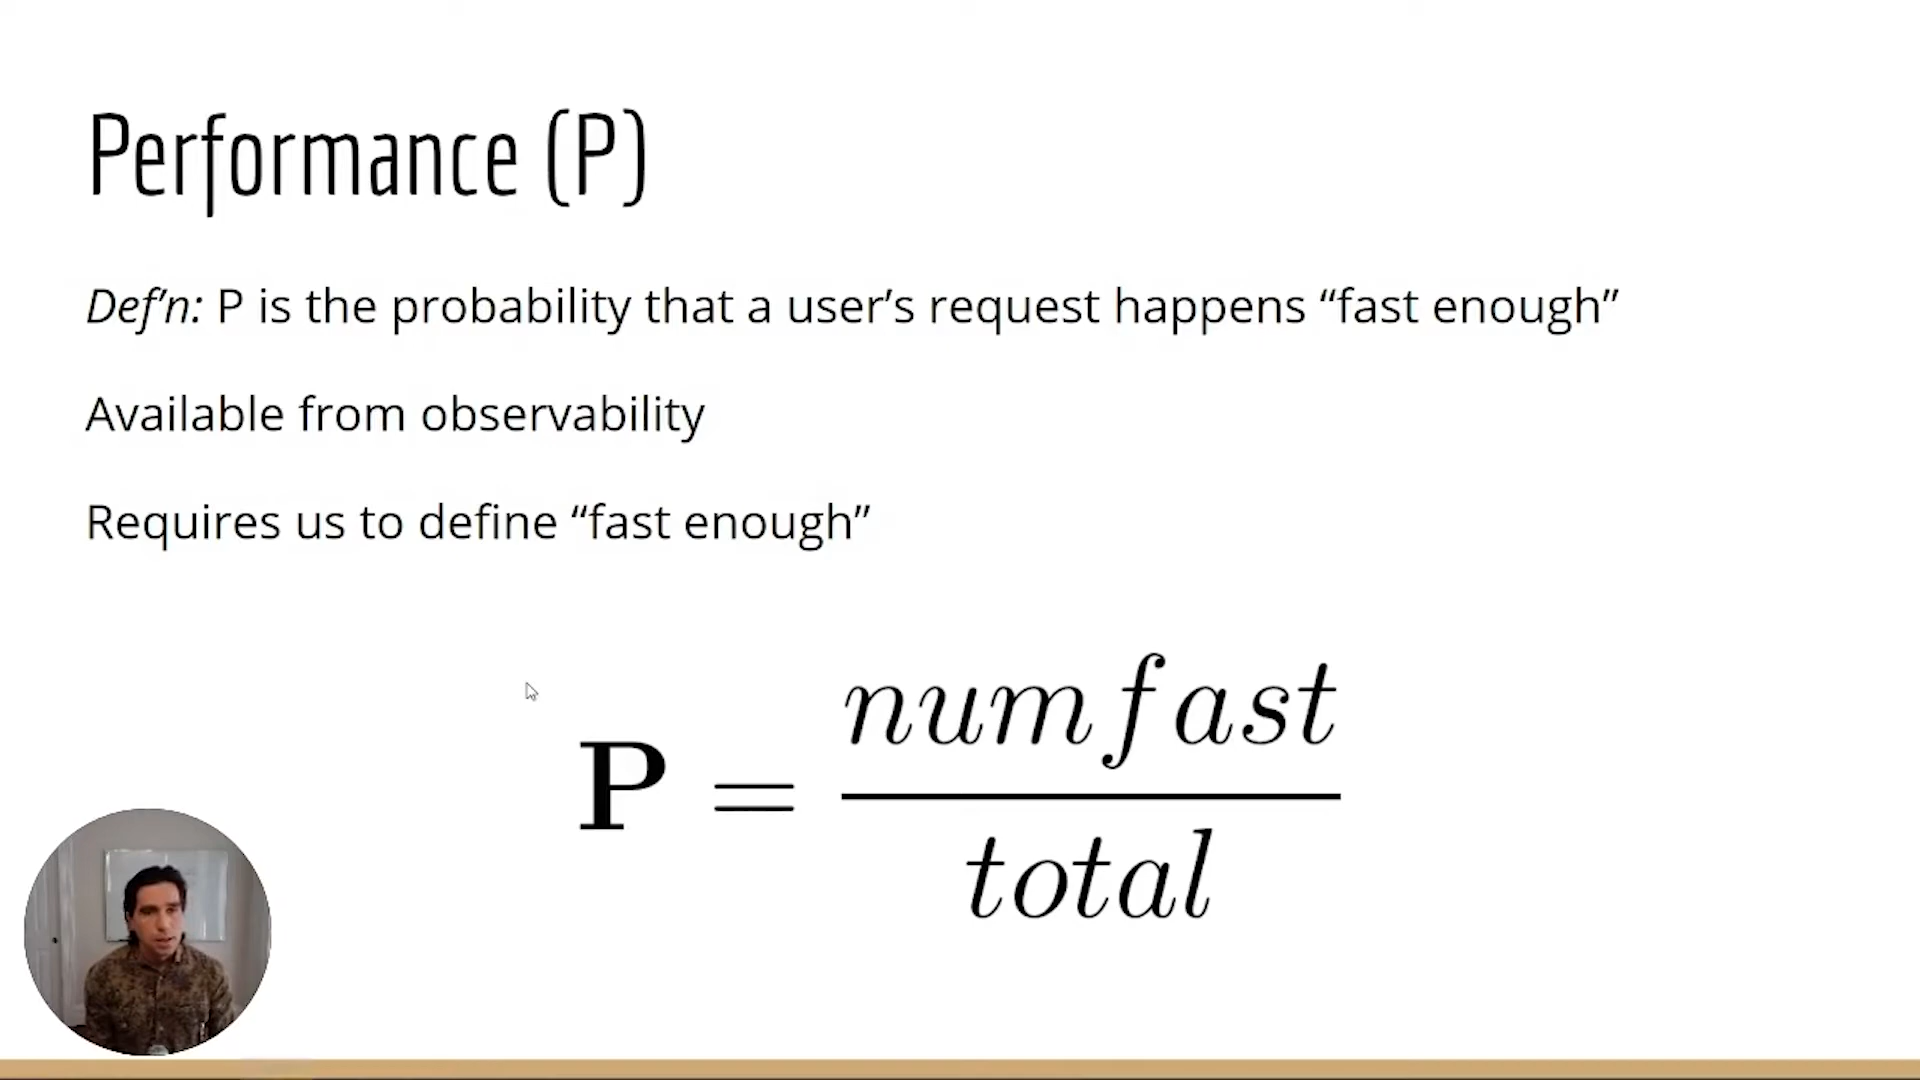 Performance (P)
Def’n: P is the probability that a user’s request happens “fast enough”
Available from observability
Requires us to define “fast enough”
P = numfast / total